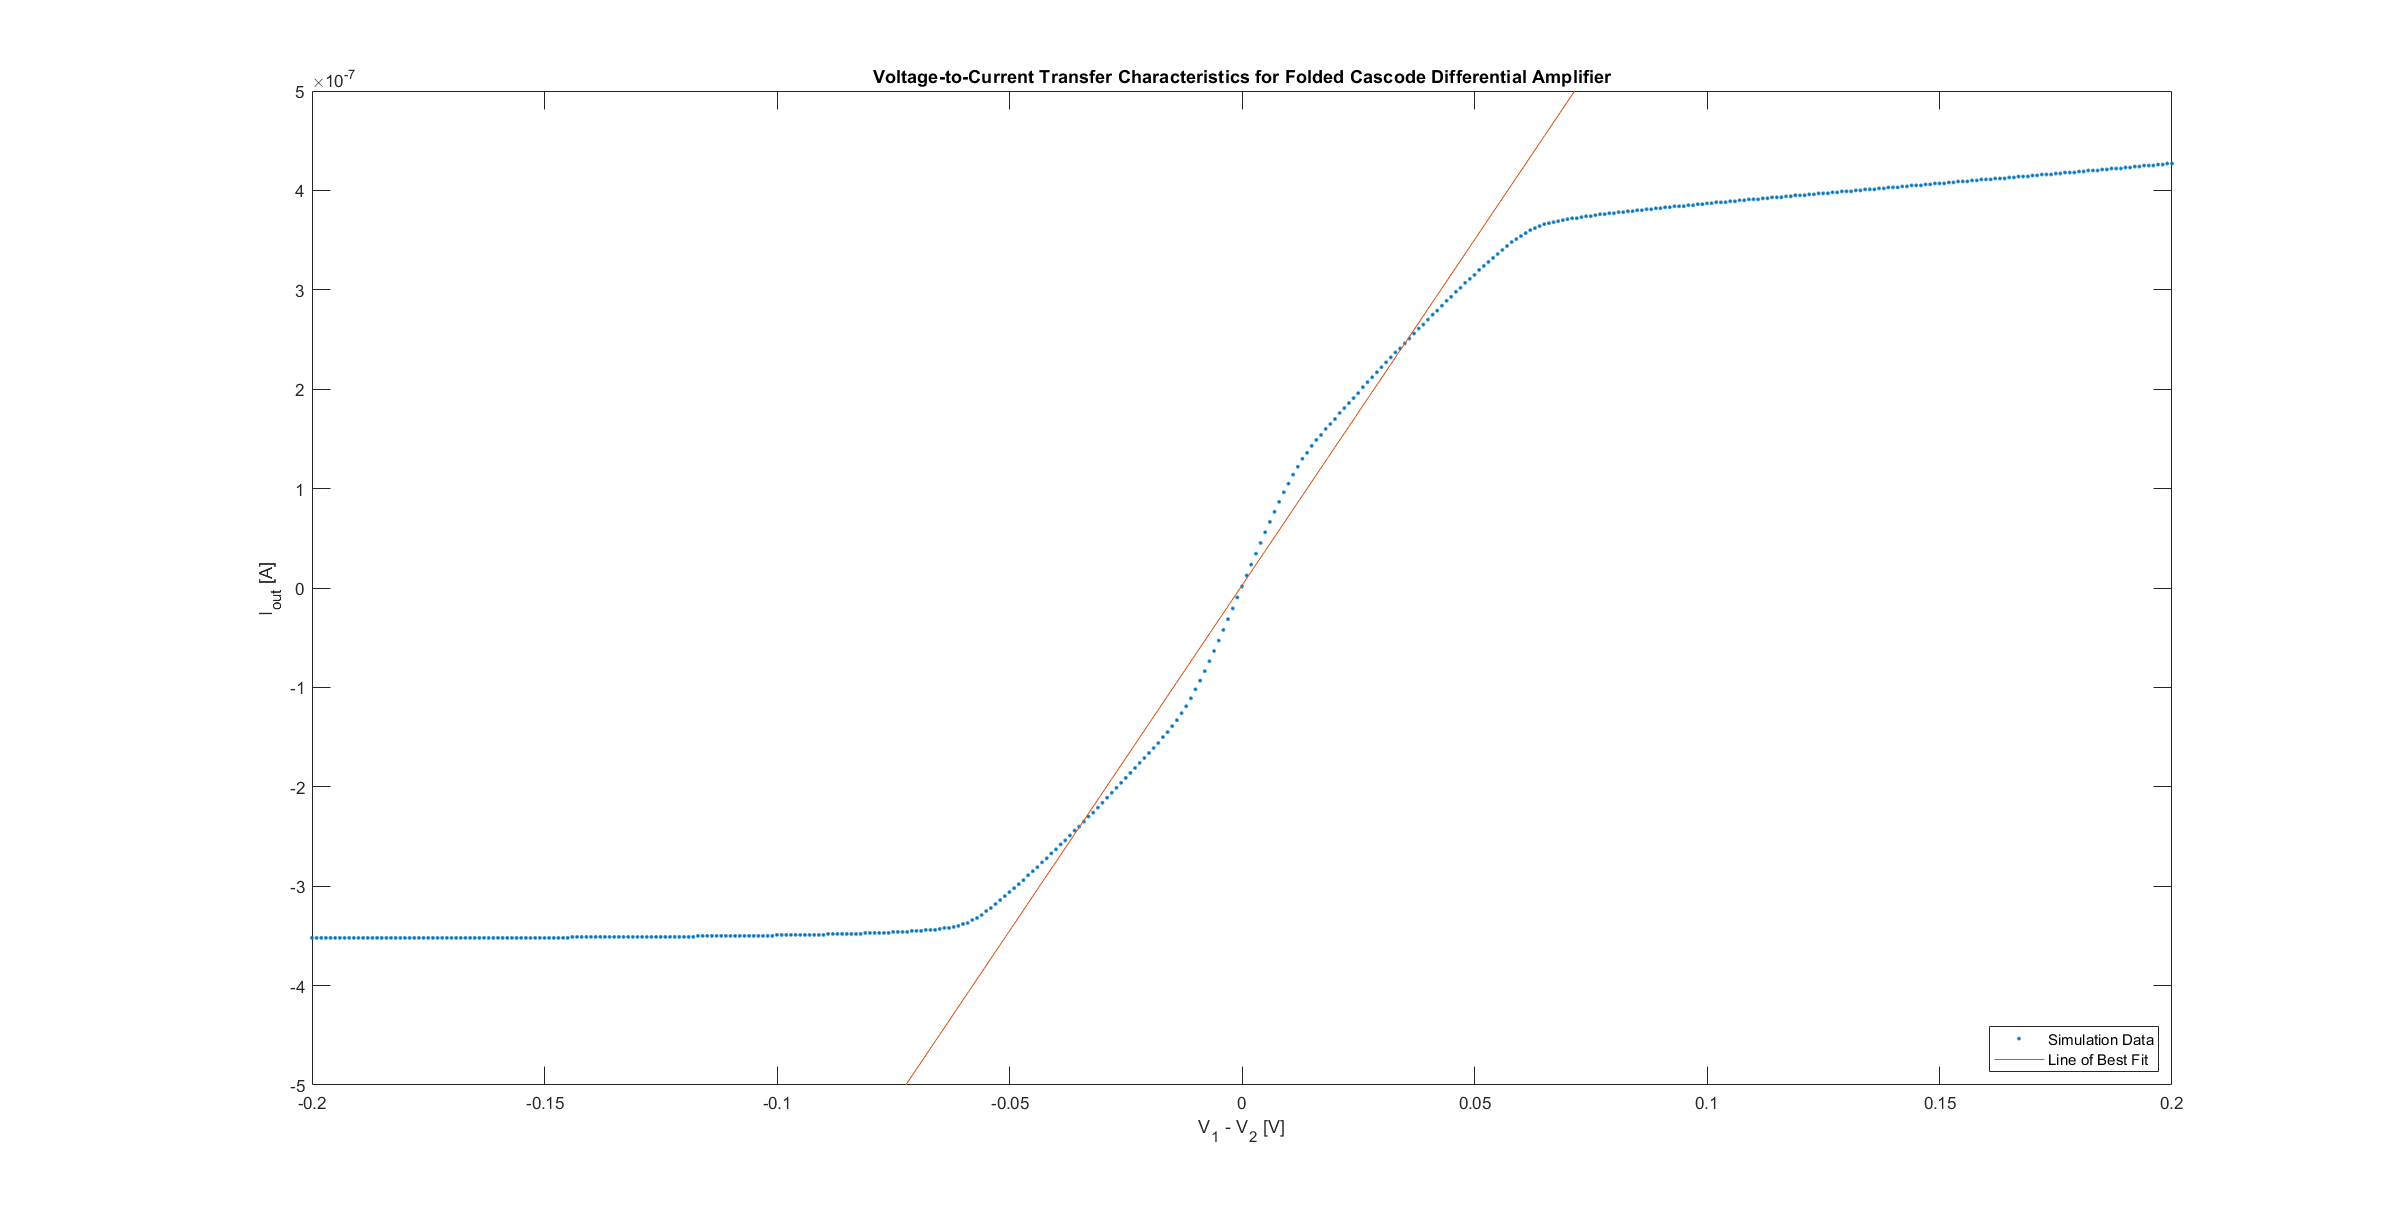 Voltage-to-Current Transfer Characteristics for Folded Cascode Differential Amplifier
×10-7
5
4
3
2
1
0
-1
-2
-3
-4
-5
Iout [A]
-0.2 -0.15 -0.1 -0.05 0 0.05 0.1 0.15 0.2
V1 - V2 [V]
Simulation Data
Line of Best Fit